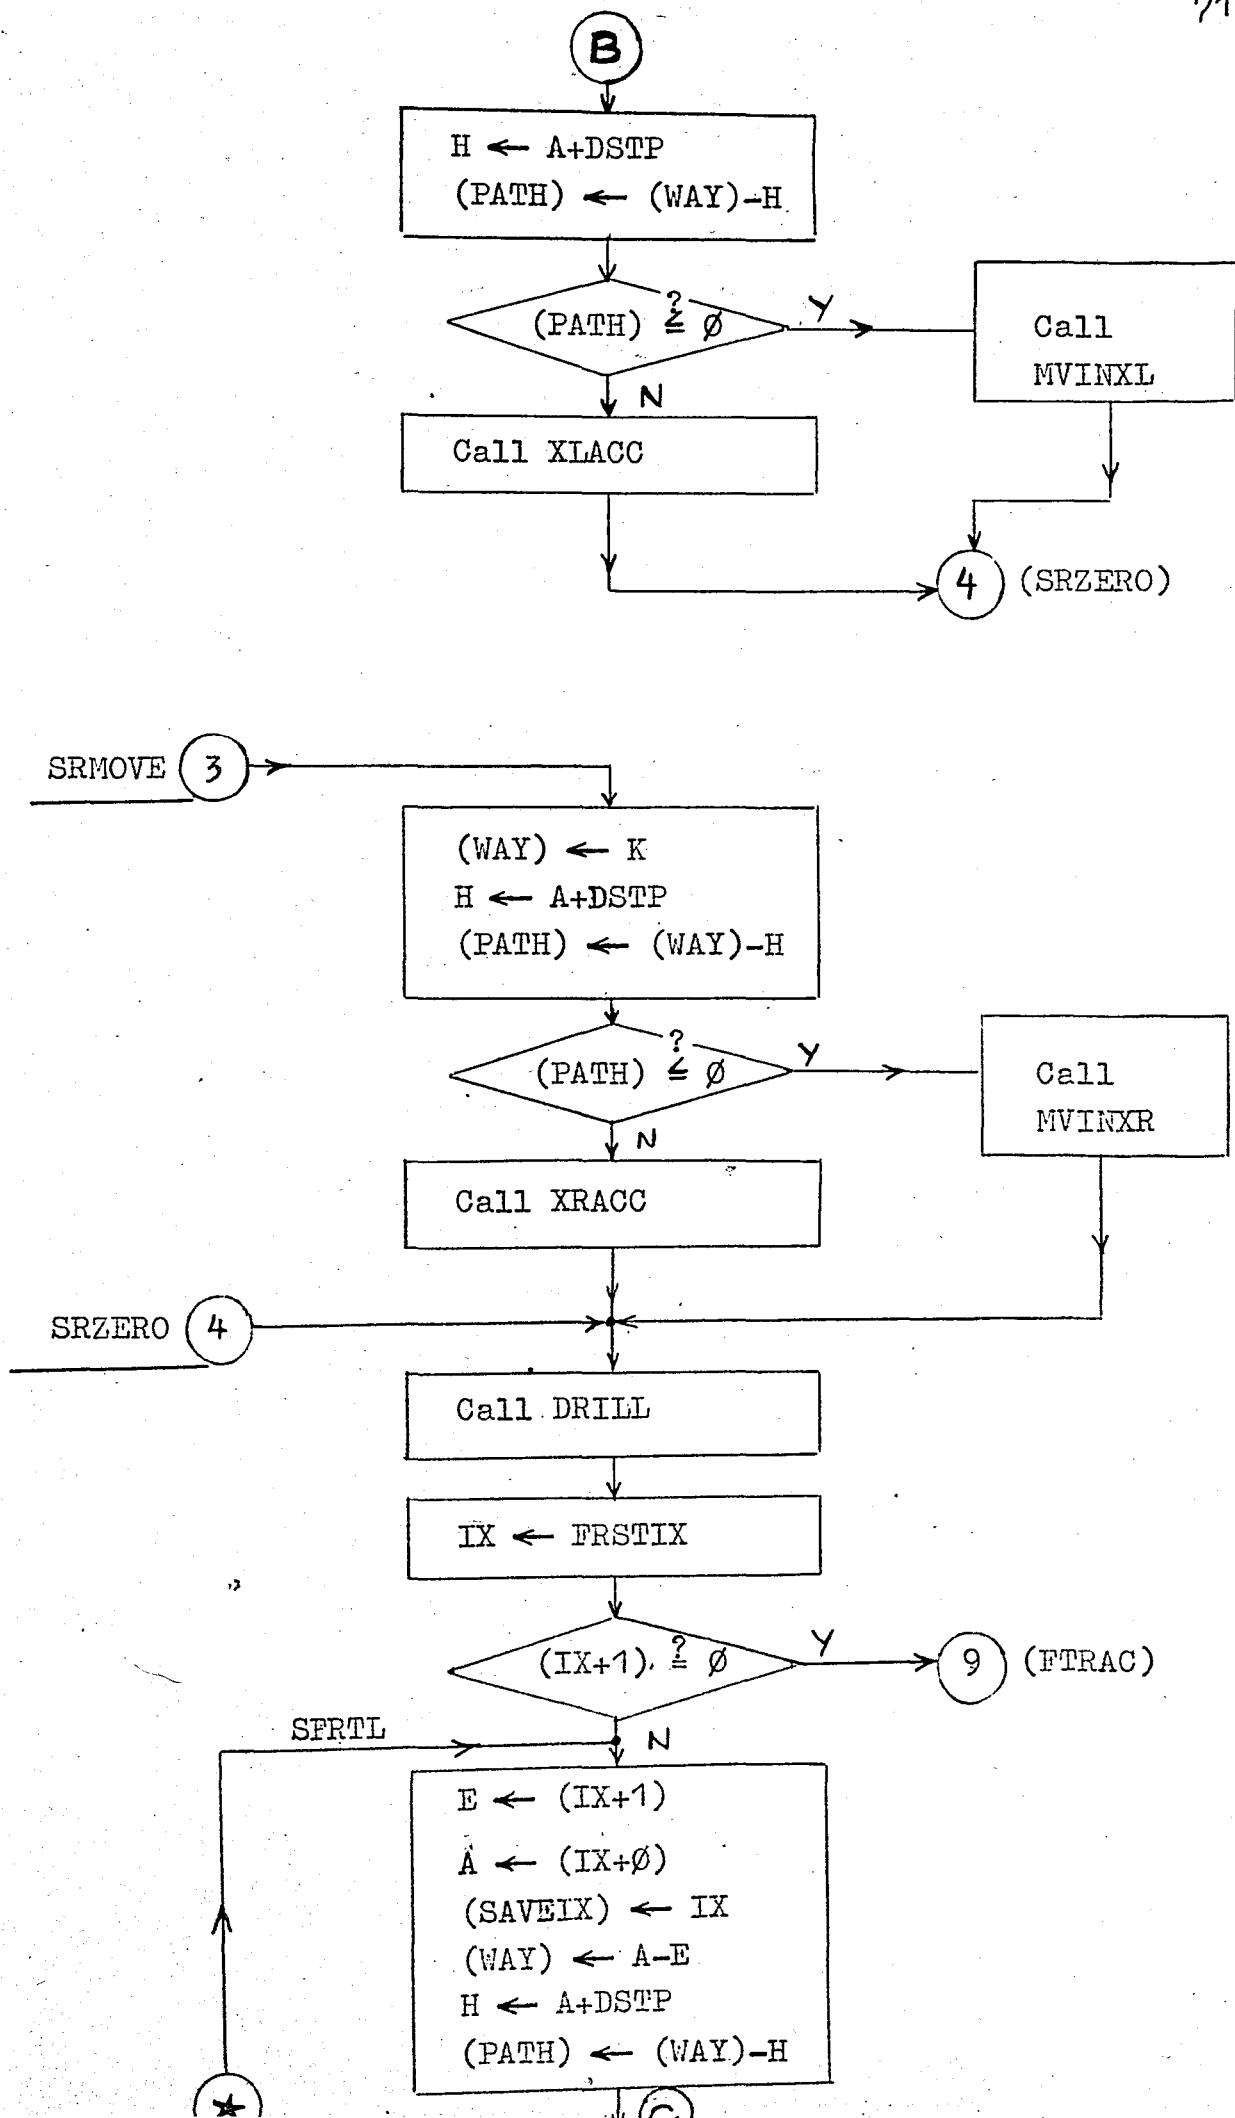 B
H ← A+DSTP
(PATH) ← (WAY)-H
?
(PATH) ≦ Ø
Y
Call
MVINXL
N
Call XLACC
4 (SRZERO)
SRMOVE 3
(WAY) ← K
H ← A+DSTP
(PATH) ← (WAY)-H
?
(PATH) ≦ Ø
Y
Call
MVINXR
N
Call XRACC
SRZERO 4
Call DRILL
IX ← FRSTIX
?
(IX+1) = Ø
Y
9 (FTRAC)
SFRTL
N
E ← (IX+1)
A ← (IX+Ø)
(SAVEIX) ← IX
(WAY) ← A-E
H ← A+DSTP
(PATH) ← (WAY)-H